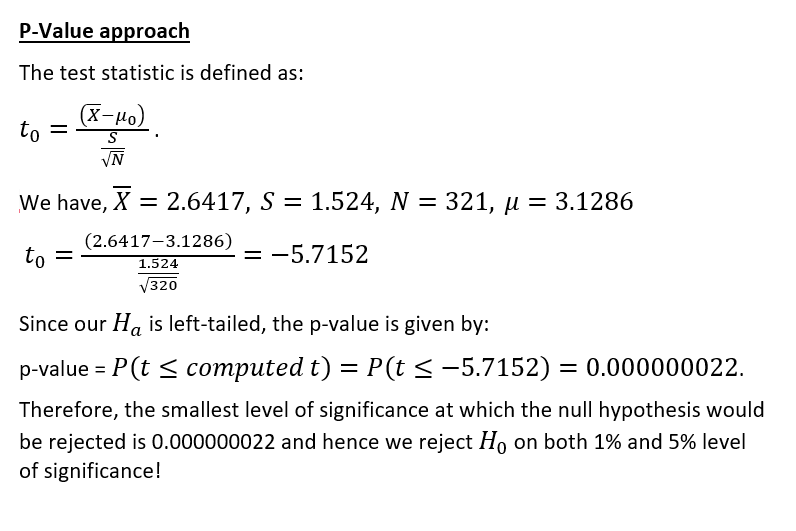 P-Value approach
The test statistic is defined as:
t₀ = (X̅−μ₀) / (S / √N) .
We have, X̅ = 2.6417, S = 1.524, N = 321, μ = 3.1286
t₀ = (2.6417−3.1286) / (1.524 / √320) = −5.7152
Since our Hₐ is left-tailed, the p-value is given by:
p-value = P(t ≤ computed t) = P(t ≤ −5.7152) = 0.000000022.
Therefore, the smallest level of significance at which the null hypothesis would
be rejected is 0.000000022 and hence we reject H₀ on both 1% and 5% level
of significance!